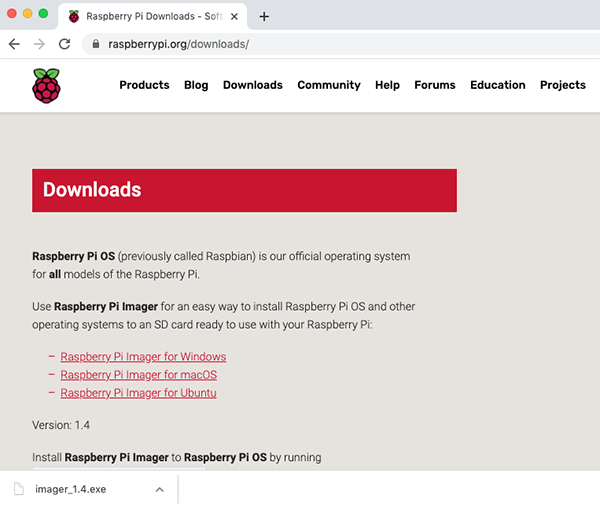 Raspberry Pi Downloads - Soft
raspberrypi.org/downloads/
Products Blog Downloads Community Help Forums Education Projects
Downloads
Raspberry Pi OS (previously called Raspbian) is our official operating system
for all models of the Raspberry Pi.
Use Raspberry Pi Imager for an easy way to install Raspberry Pi OS and other
operating systems to an SD card ready to use with your Raspberry Pi:
– Raspberry Pi Imager for Windows
– Raspberry Pi Imager for macOS
– Raspberry Pi Imager for Ubuntu
Version: 1.4
Install Raspberry Pi Imager to Raspberry Pi OS by running
imager_1.4.exe